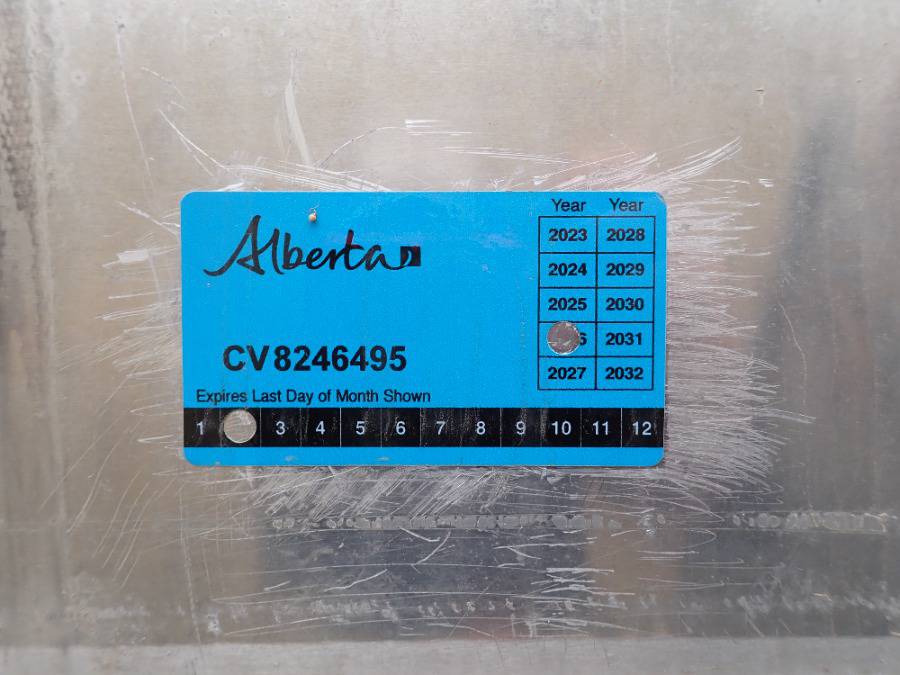 Alberta
Year Year
2023 2028
2024 2029
2025 2030
6 2031
2027 2032
CV8246495
Expires Last Day of Month Shown
1 3 4 5 6 7 8 9 10 11 12